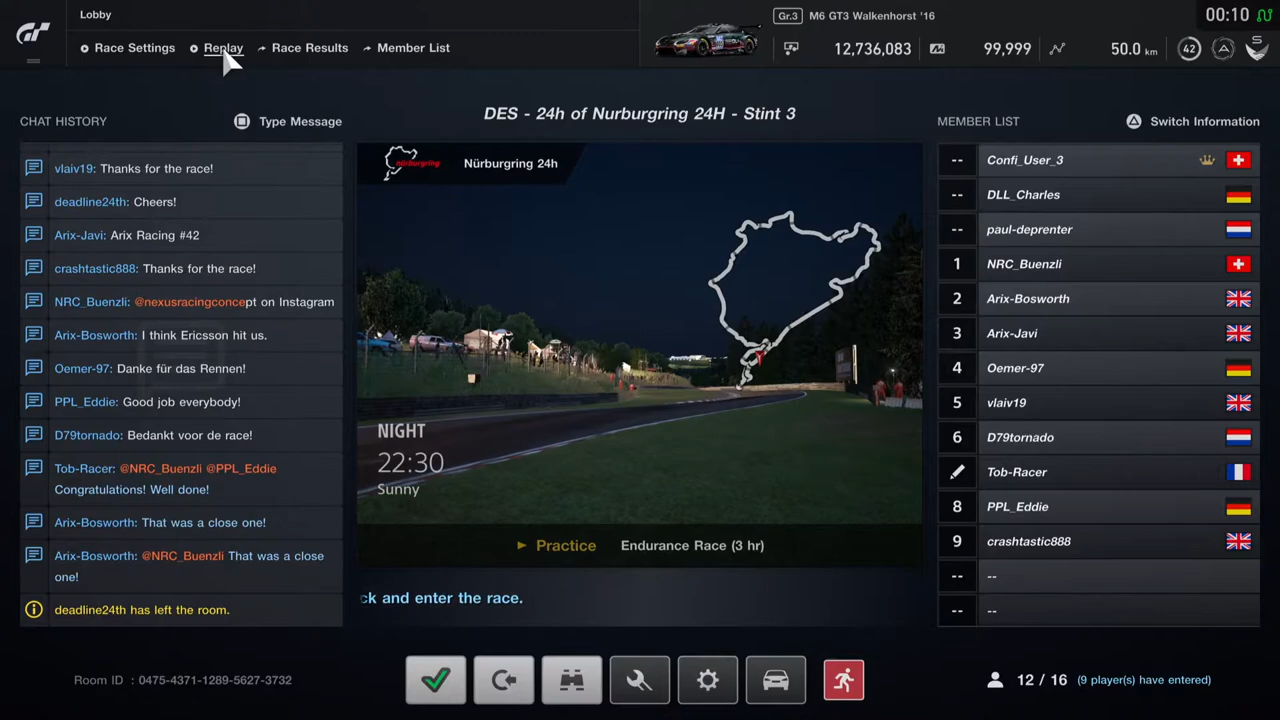 Lobby
Race Settings
Replay
Race Results
Member List
Gr.3
M6 GT3 Walkenhorst '16
12,736,083
99,999
50.0 km
42
S
00:10
CHAT HISTORY
Type Message
vlaiv19: Thanks for the race!
deadline24th: Cheers!
Arix-Javi: Arix Racing #42
crashtastic888: Thanks for the race!
NRC_Buenzli: @nexusracingconcept on Instagram
Arix-Bosworth: I think Ericsson hit us.
Oemer-97: Danke für das Rennen!
PPL_Eddie: Good job everybody!
D79tornado: Bedankt voor de race!
Tob-Racer: @NRC_Buenzli @PPL_Eddie
Congratulations! Well done!
Arix-Bosworth: That was a close one!
Arix-Bosworth: @NRC_Buenzli That was a close
one!
deadline24th has left the room.
DES - 24h of Nurburgring 24H - Stint 3
nürburgring
Nürburgring 24h
NIGHT
22:30
Sunny
Practice
Endurance Race (3 hr)
ck and enter the race.
MEMBER LIST
Switch Information
-- Confi_User_3
-- DLL_Charles
-- paul-deprenter
1 NRC_Buenzli
2 Arix-Bosworth
3 Arix-Javi
4 Oemer-97
5 vlaiv19
6 D79tornado
Tob-Racer
8 PPL_Eddie
9 crashtastic888
-- --
-- --
Room ID : 0475-4371-1289-5627-3732
12 / 16 (9 player(s) have entered)